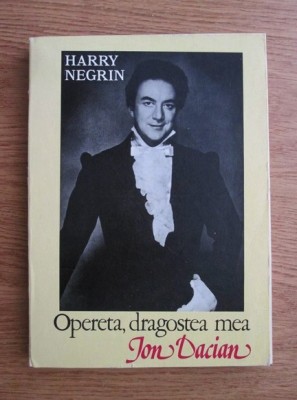 HARRY
NEGRIN
Opereta, dragostea mea
Ion Dacian